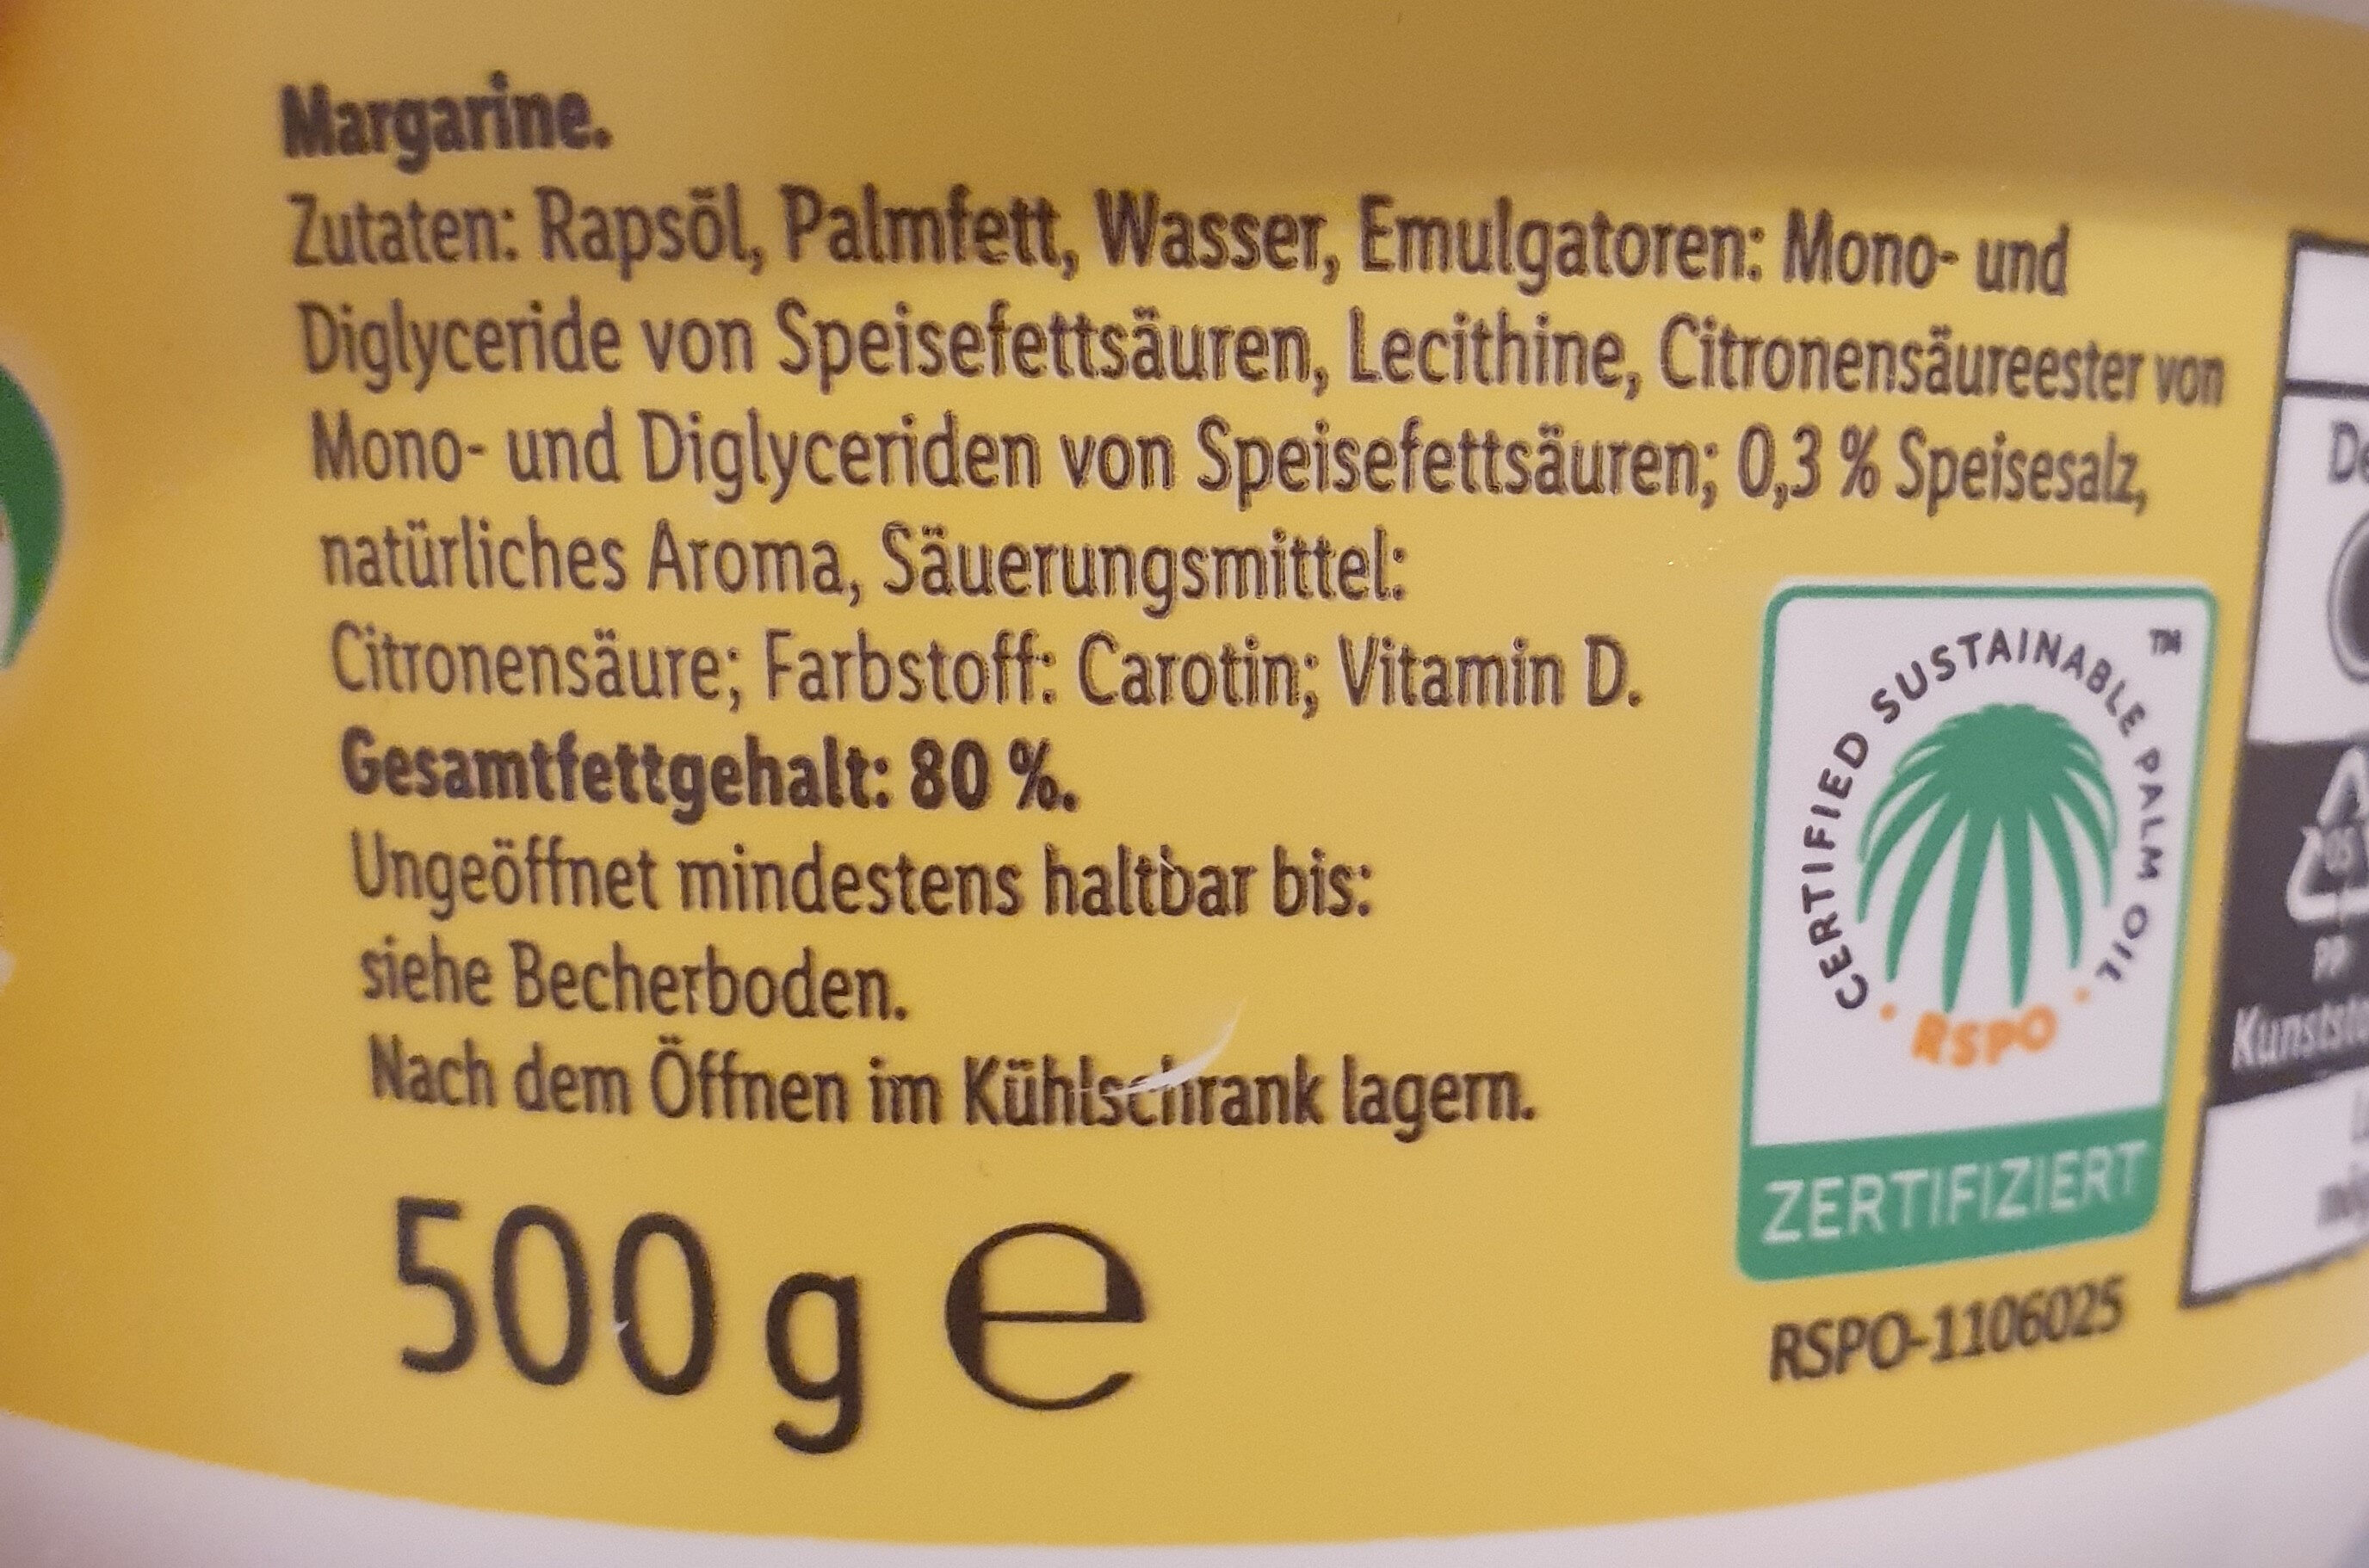 Margarine.
Zutaten: Rapsöl, Palmfett, Wasser, Emulgatoren: Mono- und
Diglyceride von Speisefettsäuren, Lecithine, Citronensäureester von
Mono- und Diglyceriden von Speisefettsäuren; 0,3 % Speisesalz,
natürliches Aroma, Säuerungsmittel:
Citronensäure; Farbstoff: Carotin; Vitamin D.
Gesamtfettgehalt: 80 %.
Ungeöffnet mindestens haltbar bis:
siehe Becherboden.
Nach dem Öffnen im Kühlschrank lagern.
500 g e
CERTIFIED SUSTAINABLE PALM OIL ™
· RSPO ·
ZERTIFIZIERT
RSPO-1106025
05
PP